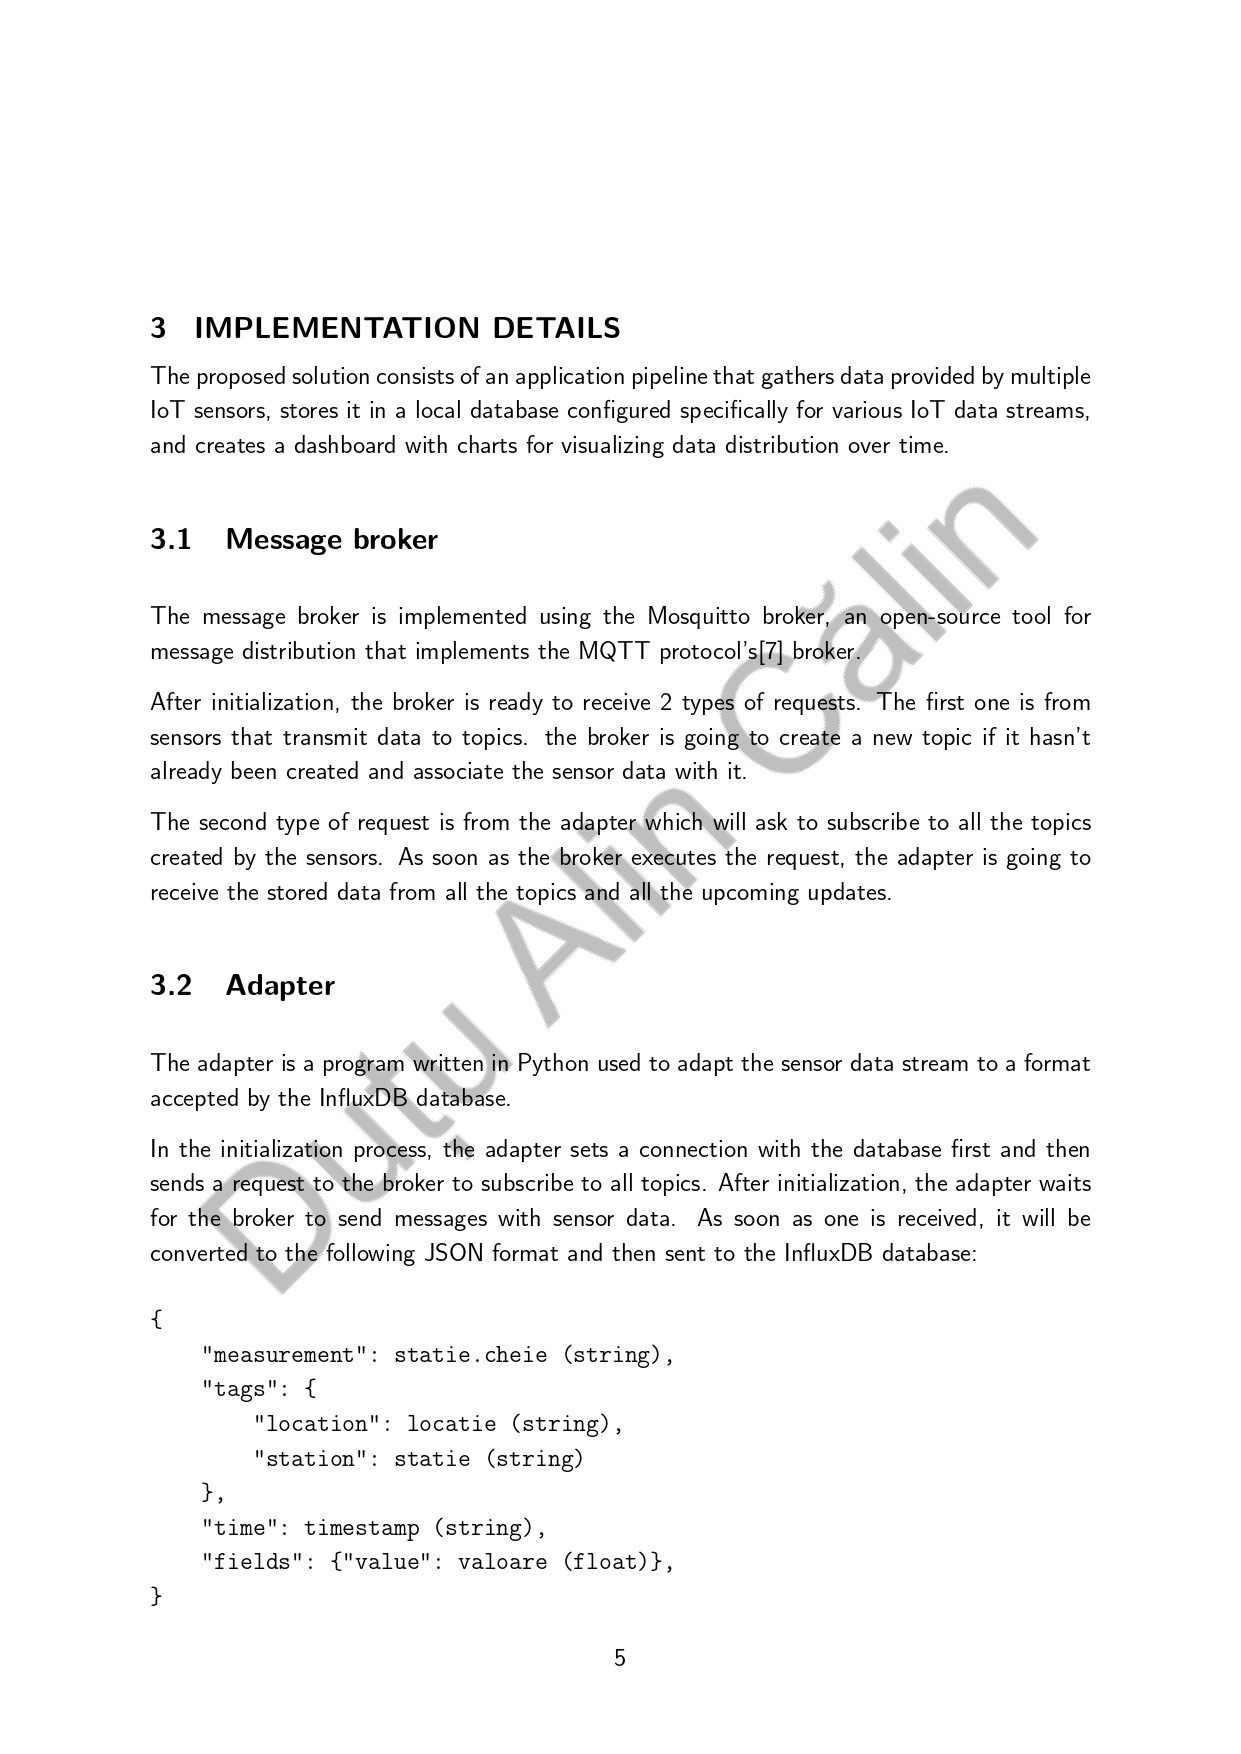 3 IMPLEMENTATION DETAILS
The proposed solution consists of an application pipeline that gathers data provided by multiple
IoT sensors, stores it in a local database configured specifically for various IoT data streams,
and creates a dashboard with charts for visualizing data distribution over time.
3.1 Message broker
The message broker is implemented using the Mosquitto broker, an open-source tool for
message distribution that implements the MQTT protocol's[7] broker.
After initialization, the broker is ready to receive 2 types of requests. The first one is from
sensors that transmit data to topics. the broker is going to create a new topic if it hasn't
already been created and associate the sensor data with it.
The second type of request is from the adapter which will ask to subscribe to all the topics
created by the sensors. As soon as the broker executes the request, the adapter is going to
receive the stored data from all the topics and all the upcoming updates.
3.2 Adapter
The adapter is a program written in Python used to adapt the sensor data stream to a format
accepted by the InfluxDB database.
In the initialization process, the adapter sets a connection with the database first and then
sends a request to the broker to subscribe to all topics. After initialization, the adapter waits
for the broker to send messages with sensor data. As soon as one is received, it will be
converted to the following JSON format and then sent to the InfluxDB database:
{
    "measurement": statie.cheie (string),
    "tags": {
        "location": locatie (string),
        "station": statie (string)
    },
    "time": timestamp (string),
    "fields": {"value": valoare (float)},
}
5
Duțu Alin Călin